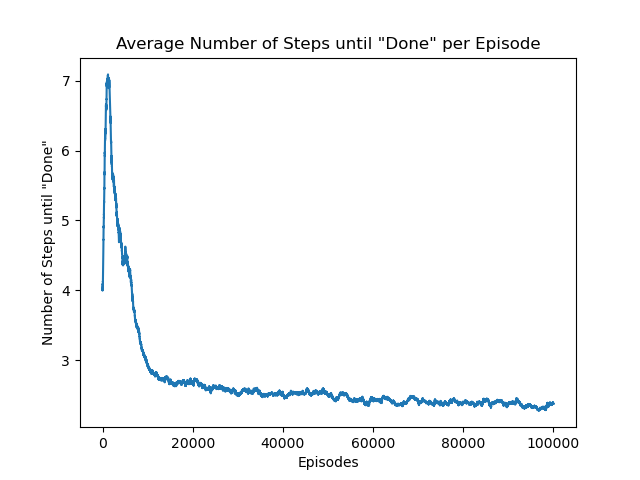 Average Number of Steps until "Done" per Episode
7
6
5
4
3
Number of Steps until "Done"
0 20000 40000 60000 80000 100000
Episodes